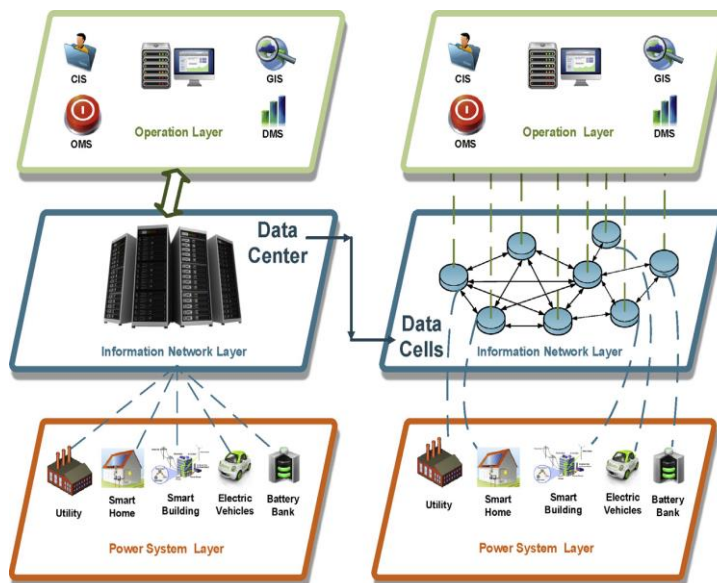 CIS
GIS
OMS
Operation Layer
DMS
CIS
GIS
OMS
Operation Layer
DMS
Data
Center
Information Network Layer
Data
Cells
Information Network Layer
Utility
Smart
Home
Smart
Building
Electric
Vehicles
Battery
Bank
Power System Layer
Utility
Smart
Home
Smart
Building
Electric
Vehicles
Battery
Bank
Power System Layer